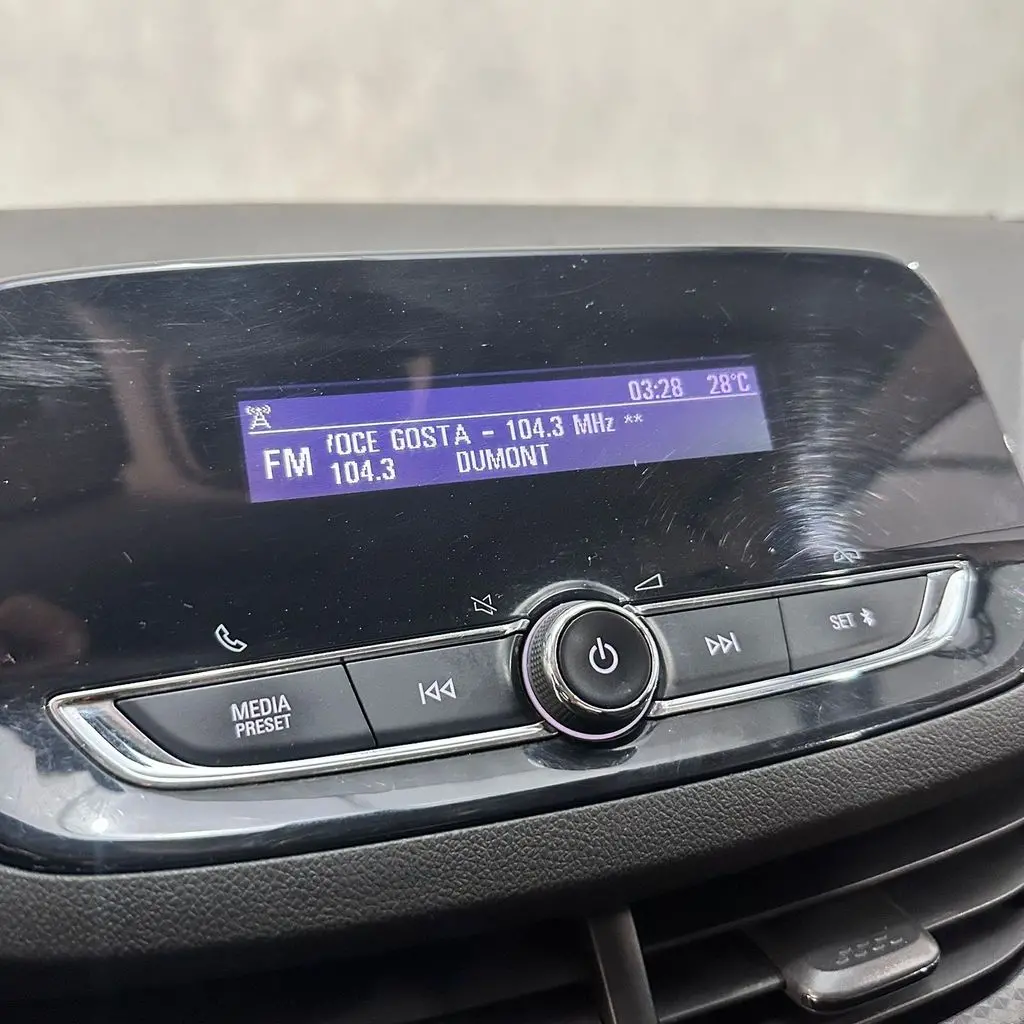 03:28 28°C
OCE GOSTA - 104.3 MHz **
FM 104.3 DUMONT
MEDIA
PRESET
SET